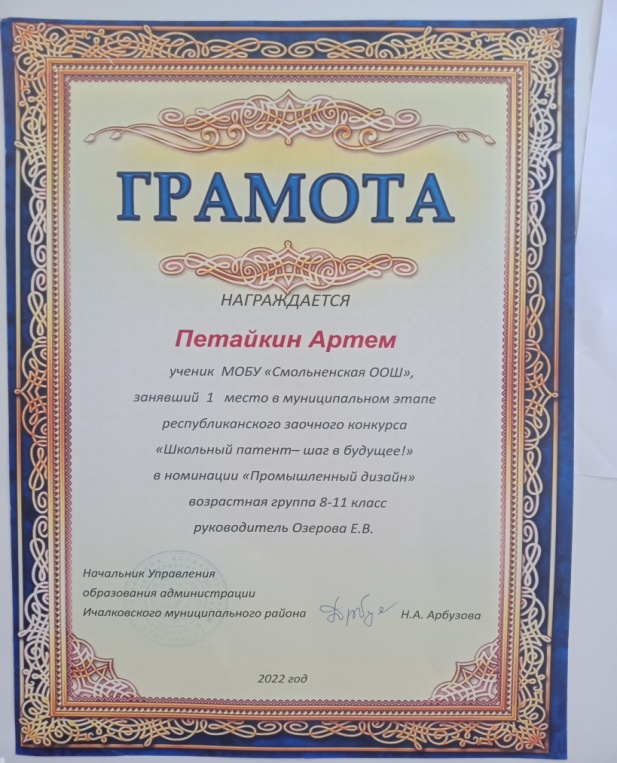 ГРАМОТА
НАГРАЖДАЕТСЯ
Петайкин Артем
ученик МОБУ «Смольненская ООШ»,
занявший 1 место в муниципальном этапе
республиканского заочного конкурса
«Школьный патент– шаг в будущее!»
в номинации «Промышленный дизайн»
возрастная группа 8-11 класс
руководитель Озерова Е.В.
Начальник Управления
образования администрации
Ичалковского муниципального района Н.А. Арбузова
2022 год